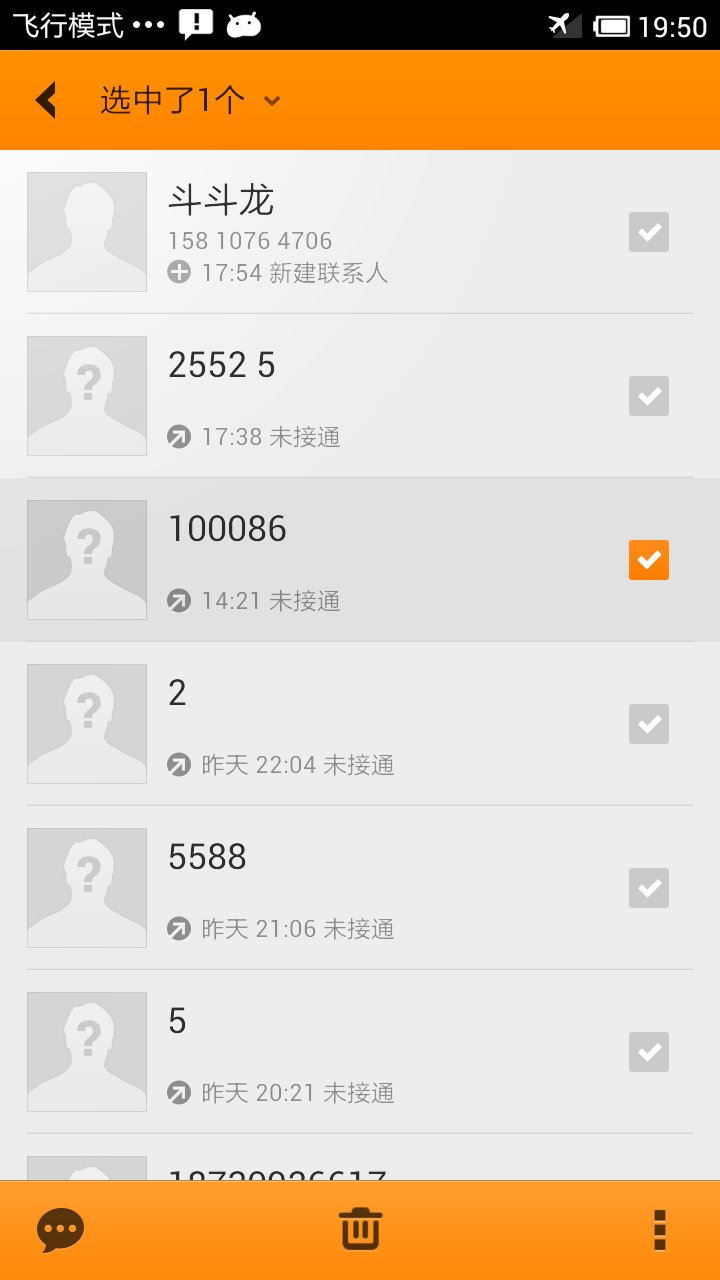 飞行模式 19:50
选中了1个
斗斗龙
158 1076 4706
17:54 新建联系人
2552 5
17:38 未接通
100086
14:21 未接通
2
昨天 22:04 未接通
5588
昨天 21:06 未接通
5
昨天 20:21 未接通